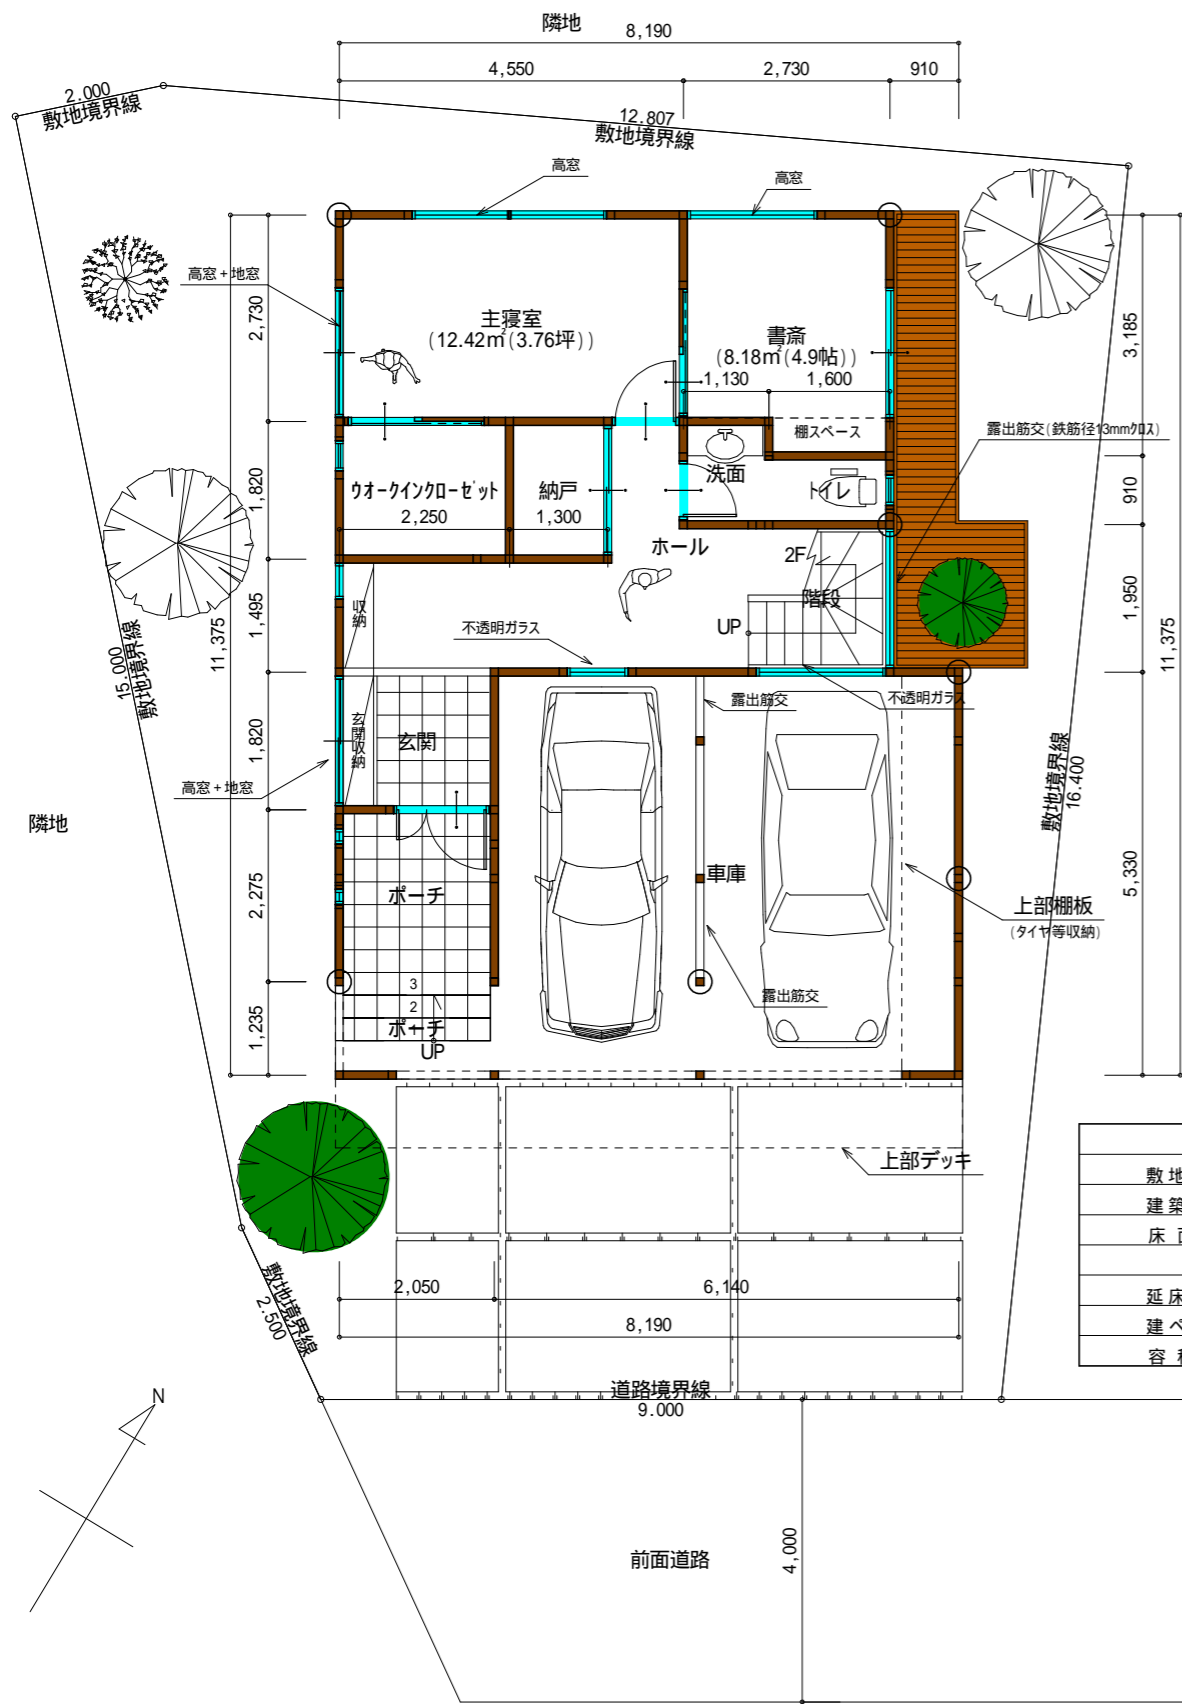 隣地
8,190
4,550
2,730
910
2.000
敷地境界線
12.807
敷地境界線
高窓
高窓
高窓+地窓
2,730
主寝室
(12.42㎡(3.76坪))
書斎
(8.18㎡(4.9帖))
1,130
1,600
3,185
棚スペース
露出筋交(鉄筋径13mmクロス)
洗面
トイレ
ウオークインクローゼット
2,250
納戸
1,300
1,820
910
ホール
2F
階段
UP
収納
不透明ガラス
1,495
11,375
1,950
11,375
15.000
敷地境界線
露出筋交
不透明ガラス
玄関
玄関収納
1,820
高窓+地窓
敷地境界線
16.400
隣地
車庫
ポーチ
2,275
上部棚板
(タイヤ等収納)
5,330
3
2
1
ポーチ
UP
露出筋交
1,235
上部デッキ
敷地
建築
延床
2,050
6,140
8,190
敷地境界線
2.500
道路境界線
9.000
N
前面道路
4,000